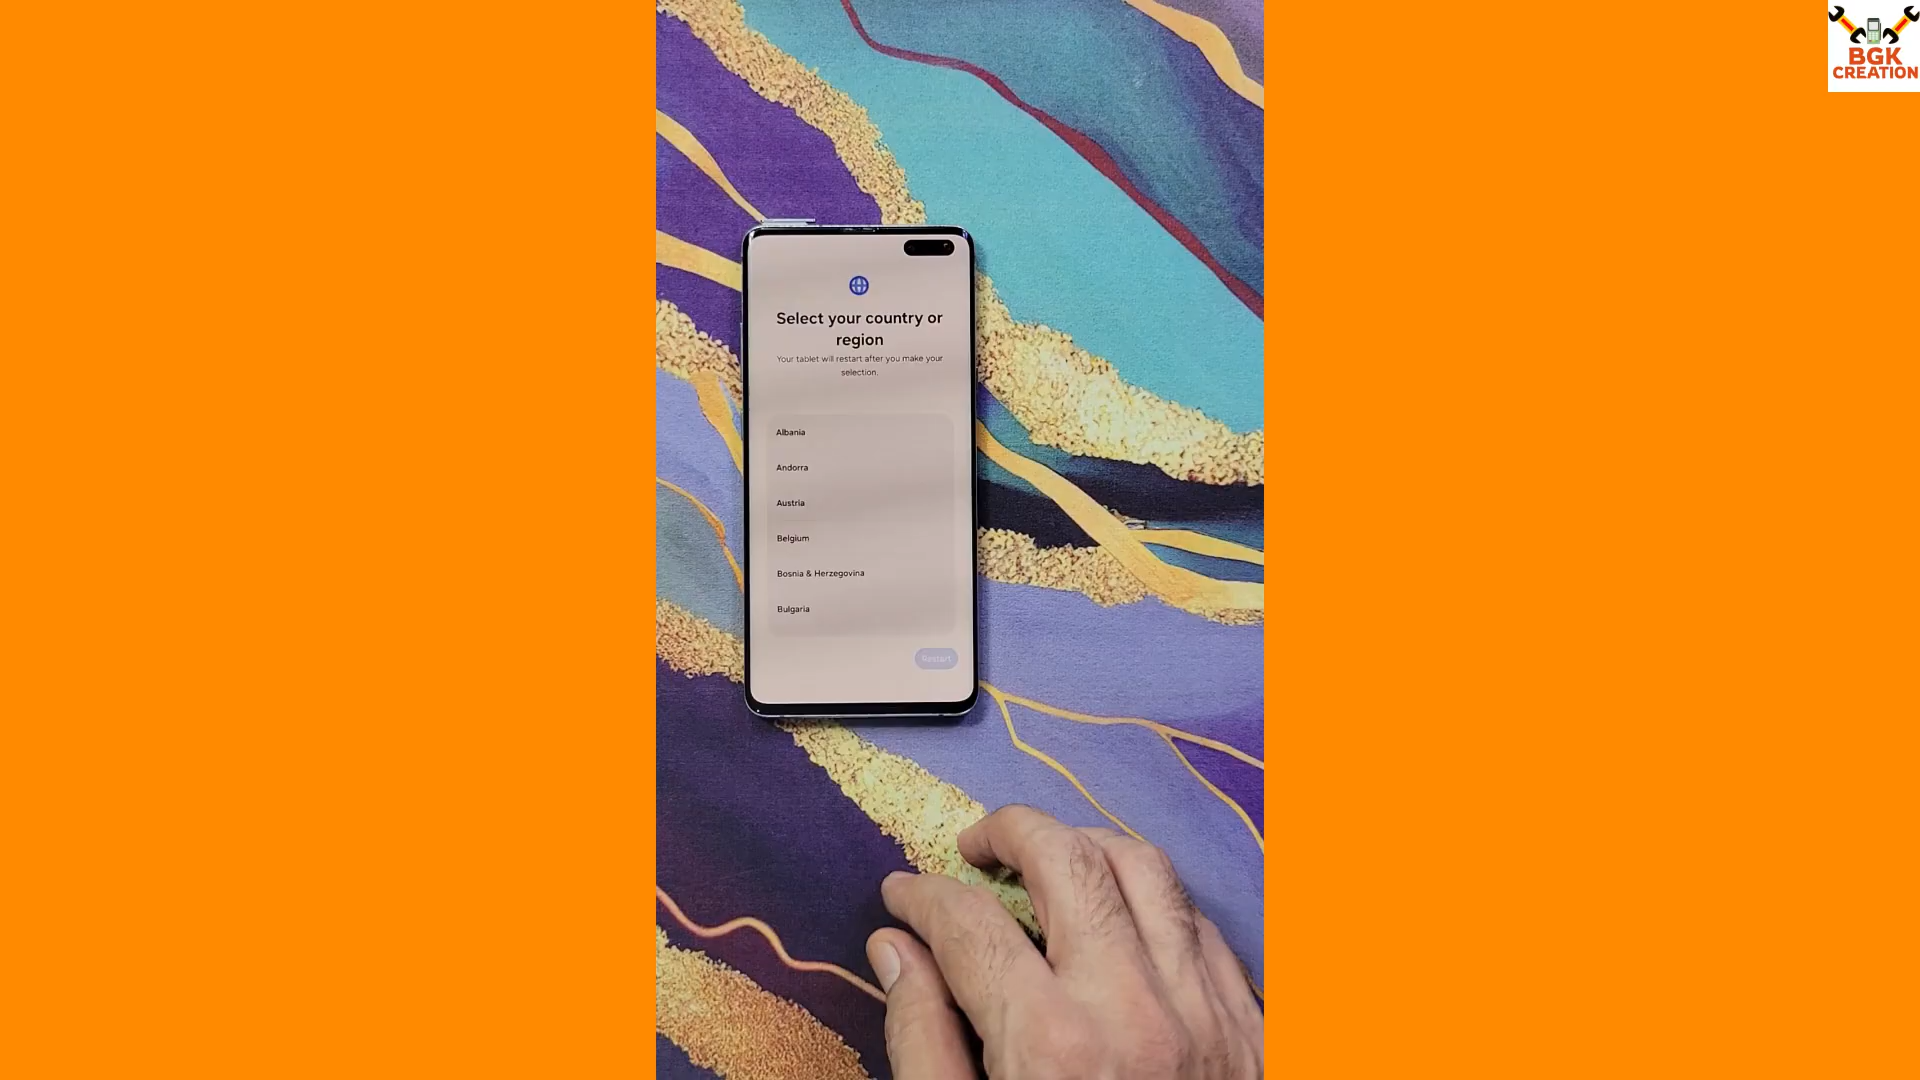 BGK
CREATION
Select your country or
region
Your tablet will restart after you make your
selection.
Albania
Andorra
Austria
Belgium
Bosnia & Herzegovina
Bulgaria
Restart